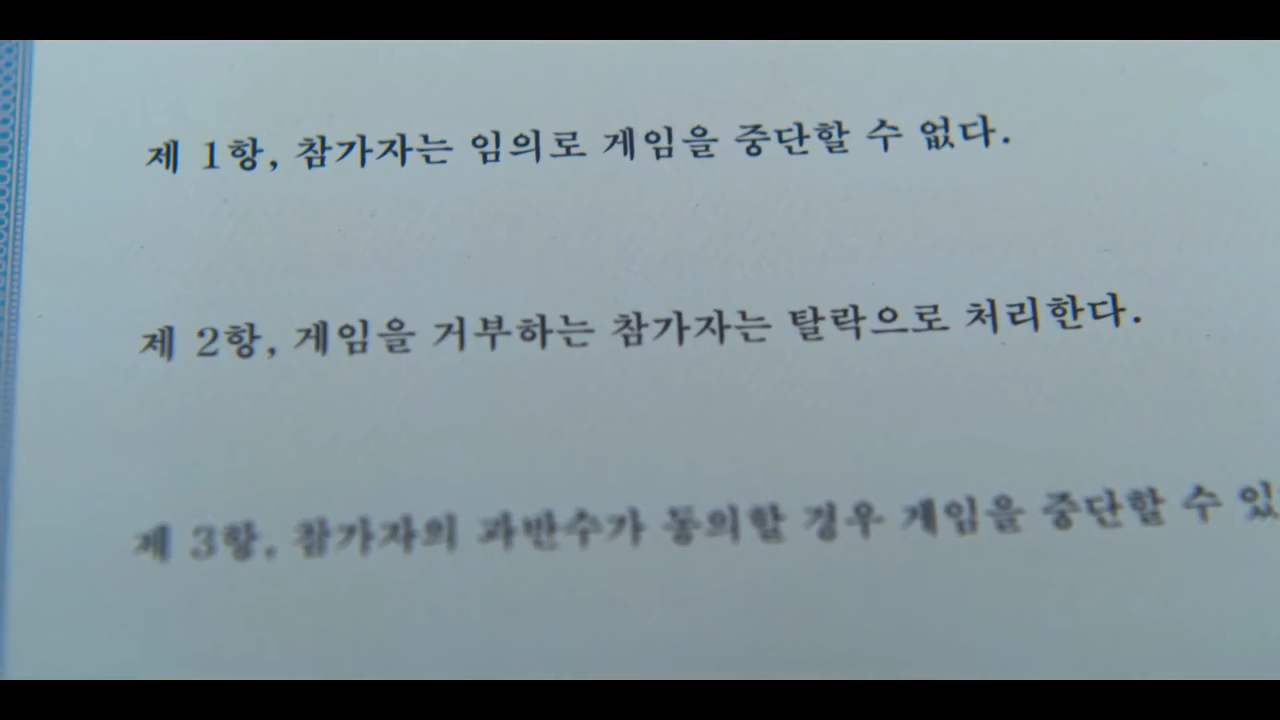 제 1항, 참가자는 임의로 게임을 중단할 수 없다.
제 2항, 게임을 거부하는 참가자는 탈락으로 처리한다.
제 3항, 참가자의 과반수가 동의할 경우 게임을 중단할 수 있